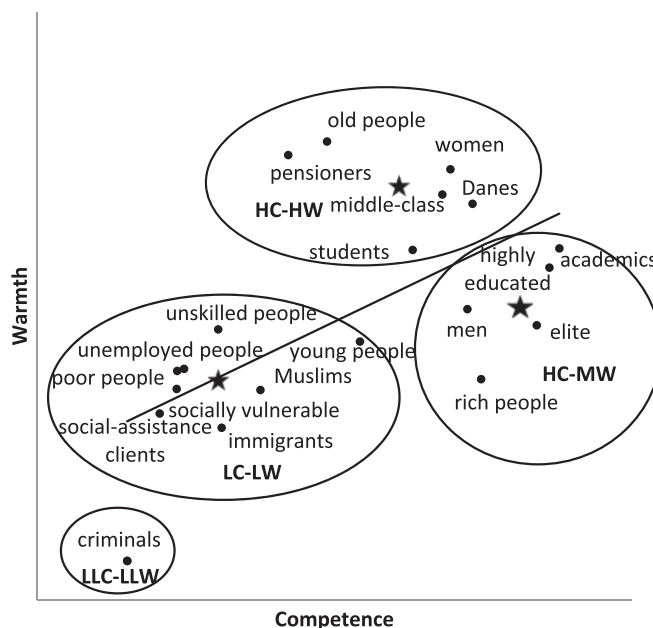 old people
women
pensioners
Danes
HC-HW middle-class
students
highly
academics
educated
Warmth
unskilled people
men
elite
unemployed people
young people
poor people
Muslims
HC-MW
rich people
socially vulnerable
social-assistance
immigrants
clients
LC-LW
criminals
LLC-LLW
Competence